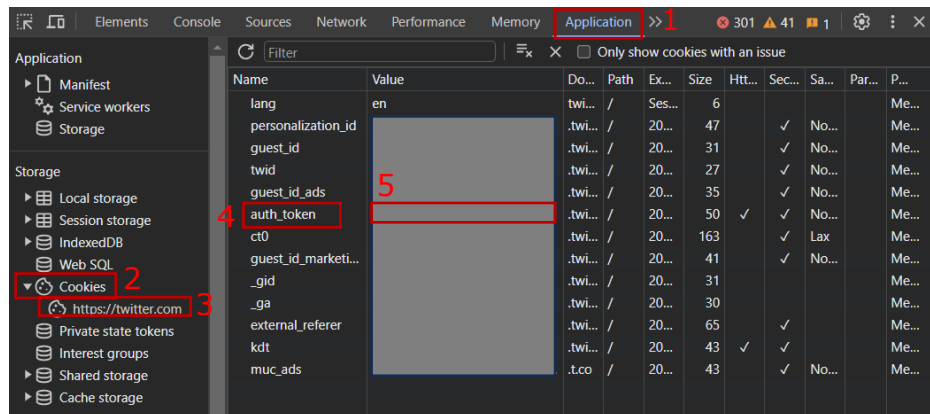 Elements Console Sources Network Performance Memory Application 1 301 41 1
Application
Manifest
Service workers
Storage
Storage
Local storage
Session storage
IndexedDB
Web SQL
Cookies 2
https://twitter.com 3
Private state tokens
Interest groups
Shared storage
Cache storage
Filter Only show cookies with an issue
Name Value Do... Path Ex... Size Htt... Sec... Sa... Par... P...
lang en twi... / Ses... 6 Me...
personalization_id .twi... / 20... 47 ✓ No... Me...
guest_id .twi... / 20... 31 ✓ No... Me...
twid .twi... / 20... 27 ✓ No... Me...
guest_id_ads 5 .twi... / 20... 35 ✓ No... Me...
4 auth_token .twi... / 20... 50 ✓ ✓ No... Me...
ct0 .twi... / 20... 163 ✓ Lax Me...
guest_id_marketi... .twi... / 20... 41 ✓ No... Me...
_gid .twi... / 20... 31 Me...
_ga .twi... / 20... 30 Me...
external_referer .twi... / 20... 65 ✓ Me...
kdt .twi... / 20... 43 ✓ ✓ Me...
muc_ads .t.co / 20... 43 ✓ No... Me...